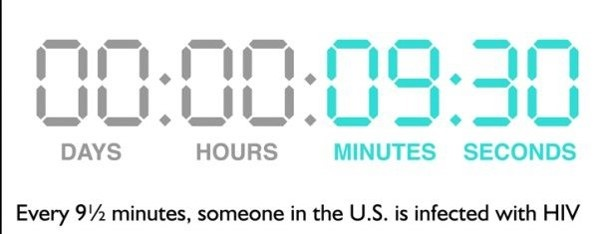 00:00:09:30
DAYS HOURS MINUTES SECONDS
Every 9½ minutes, someone in the U.S. is infected with HIV